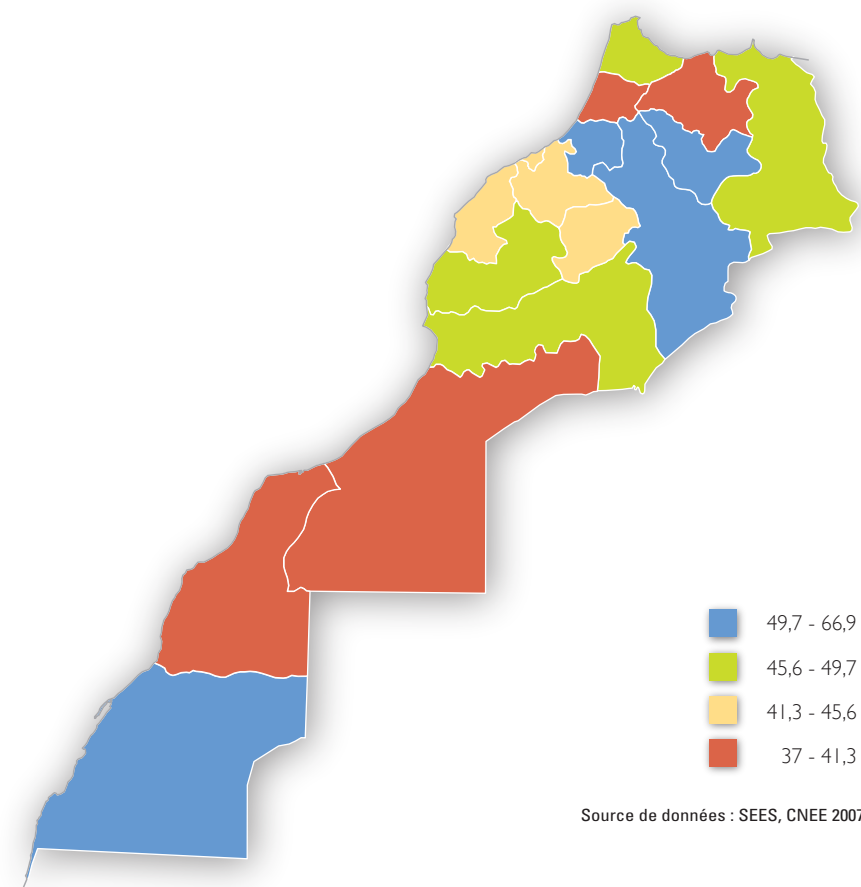 49,7 - 66,9
45,6 - 49,7
41,3 - 45,6
37 - 41,3
Source de données : SEES, CNEE 2007